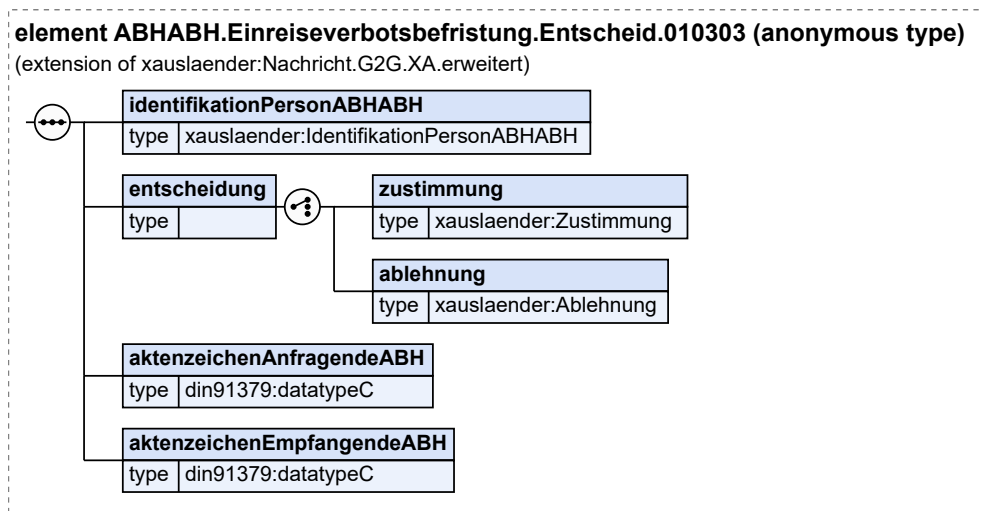 element ABHABH.Einreiseverbotsbefristung.Entscheid.010303 (anonymous type)
(extension of xauslaender:Nachricht.G2G.XA.erweitert)
identifikationPersonABHABH
type xauslaender:IdentifikationPersonABHABH
entscheidung
type
zustimmung
type xauslaender:Zustimmung
ablehnung
type xauslaender:Ablehnung
aktenzeichenAnfragendeABH
type din91379:datatypeC
aktenzeichenEmpfangendeABH
type din91379:datatypeC